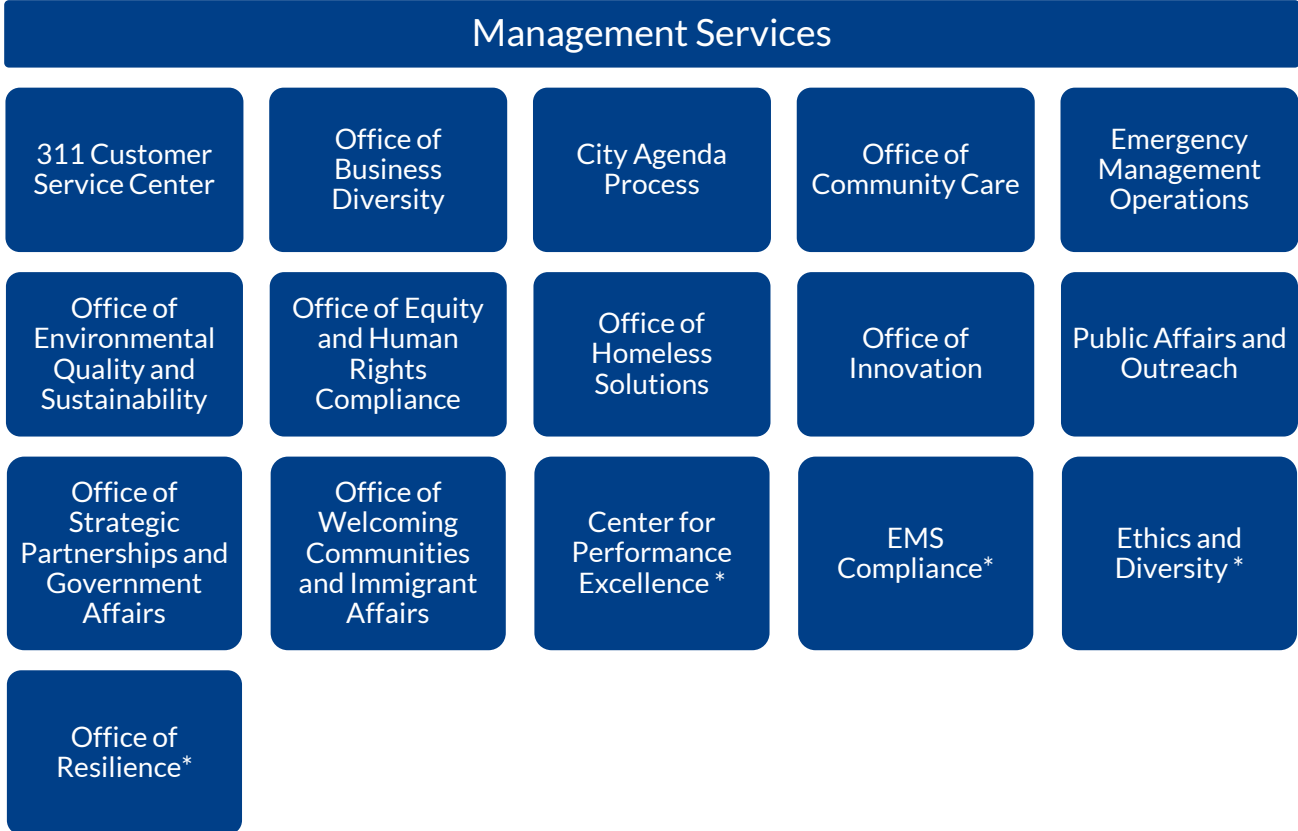 Management Services
311 Customer
Service Center
Office of
Business
Diversity
City Agenda
Process
Office of
Community Care
Emergency
Management
Operations
Office of
Environmental
Quality and
Sustainability
Office of Equity
and Human
Rights
Compliance
Office of
Homeless
Solutions
Office of
Innovation
Public Affairs and
Outreach
Office of
Strategic
Partnerships and
Government
Affairs
Office of
Welcoming
Communities
and Immigrant
Affairs
Center for
Performance
Excellence *
EMS
Compliance*
Ethics and
Diversity *
Office of
Resilience*